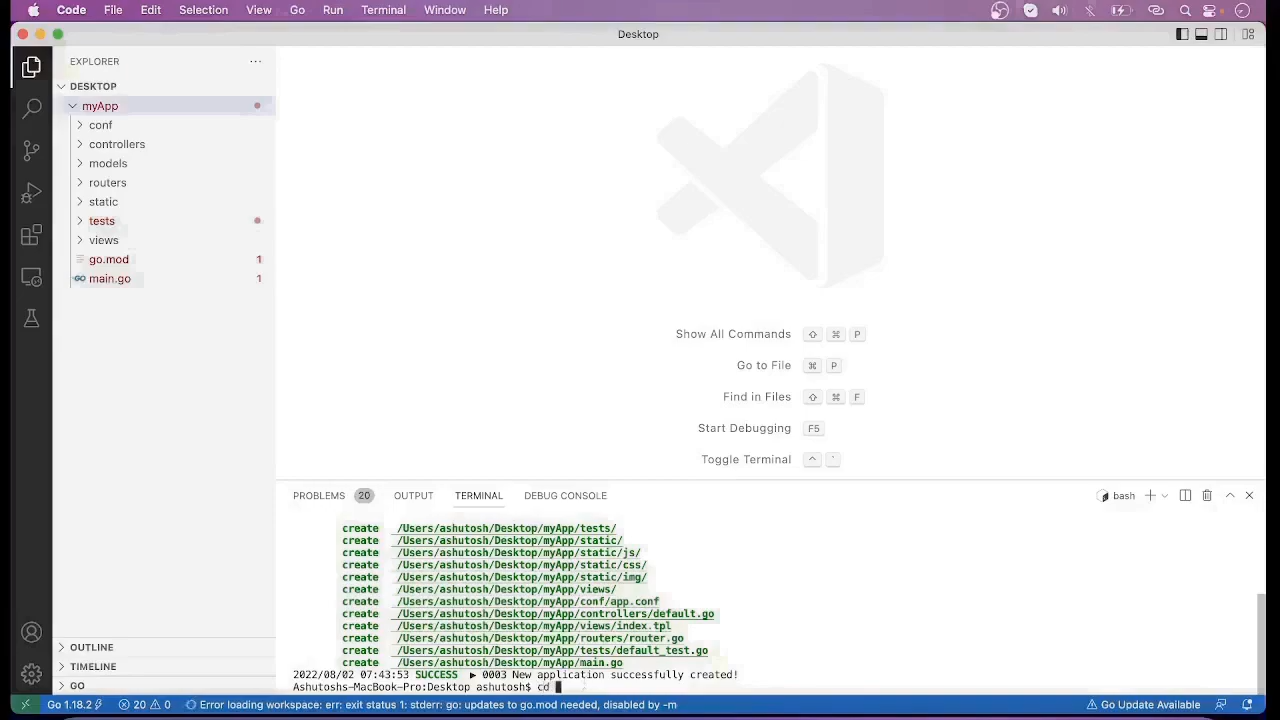 Code File Edit Selection View Go Run Terminal Window Help
Desktop
EXPLORER
DESKTOP
myApp
conf
controllers
models
routers
static
tests
views
go.mod 1
GO main.go 1
Show All Commands ⇧ ⌘ P
Go to File ⌘ P
Find in Files ⇧ ⌘ F
Start Debugging F5
Toggle Terminal ^ `
PROBLEMS 20 OUTPUT TERMINAL DEBUG CONSOLE bash
create /Users/ashutosh/Desktop/myApp/tests/
create /Users/ashutosh/Desktop/myApp/static/
create /Users/ashutosh/Desktop/myApp/static/js/
create /Users/ashutosh/Desktop/myApp/static/css/
create /Users/ashutosh/Desktop/myApp/static/img/
create /Users/ashutosh/Desktop/myApp/views/
create /Users/ashutosh/Desktop/myApp/conf/app.conf
create /Users/ashutosh/Desktop/myApp/controllers/default.go
create /Users/ashutosh/Desktop/myApp/views/index.tpl
create /Users/ashutosh/Desktop/myApp/routers/router.go
create /Users/ashutosh/Desktop/myApp/tests/default_test.go
create /Users/ashutosh/Desktop/myApp/main.go
2022/08/02 07:43:53 SUCCESS ▶ 0003 New application successfully created!
Ashutoshs-MacBook-Pro:Desktop ashutosh$ cd
OUTLINE
TIMELINE
GO
Go 1.18.2 20 0 Error loading workspace: err: exit status 1: stderr: go: updates to go.mod needed, disabled by -m Go Update Available